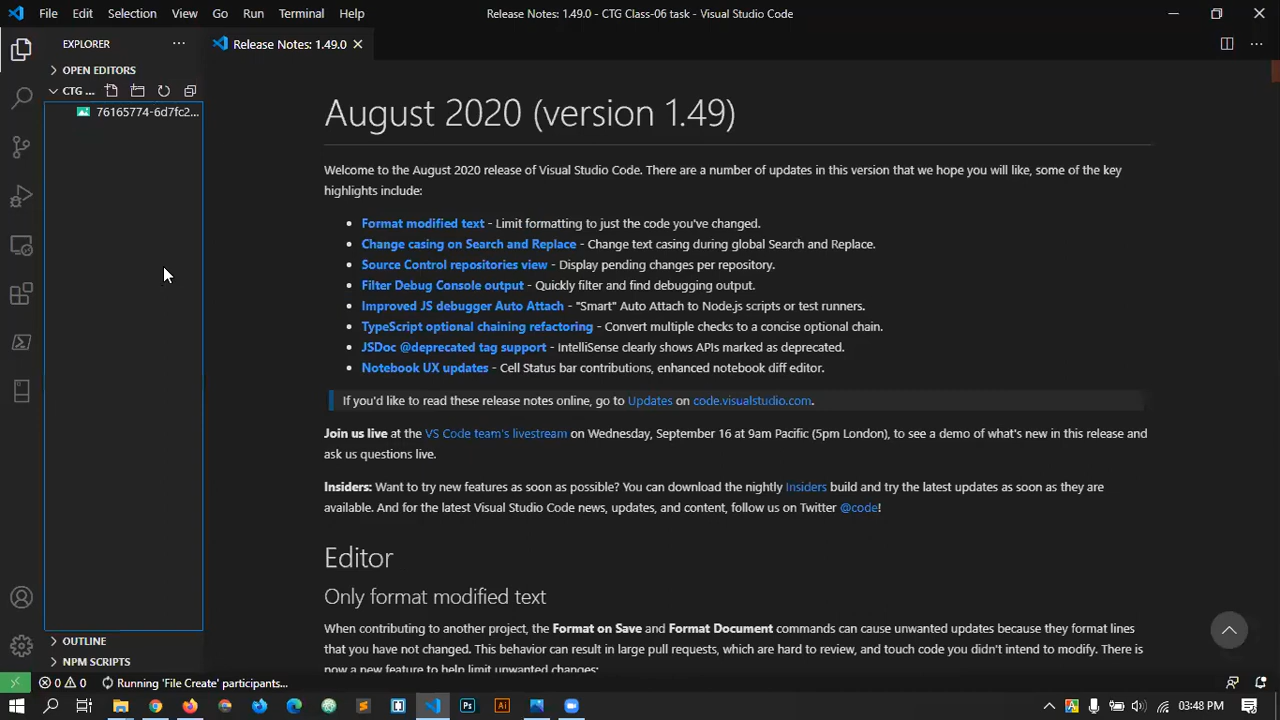 File Edit Selection View Go Run Terminal Help
Release Notes: 1.49.0 - CTG Class-06 task - Visual Studio Code
EXPLORER ...
Release Notes: 1.49.0
OPEN EDITORS
CTG ...
76165774-6d7fc2...
August 2020 (version 1.49)
Welcome to the August 2020 release of Visual Studio Code. There are a number of updates in this version that we hope you will like, some of the key
highlights include:
• Format modified text - Limit formatting to just the code you've changed.
• Change casing on Search and Replace - Change text casing during global Search and Replace.
• Source Control repositories view - Display pending changes per repository.
• Filter Debug Console output - Quickly filter and find debugging output.
• Improved JS debugger Auto Attach - "Smart" Auto Attach to Node.js scripts or test runners.
• TypeScript optional chaining refactoring - Convert multiple checks to a concise optional chain.
• JSDoc @deprecated tag support - IntelliSense clearly shows APIs marked as deprecated.
• Notebook UX updates - Cell Status bar contributions, enhanced notebook diff editor.
If you'd like to read these release notes online, go to Updates on code.visualstudio.com.
Join us live at the VS Code team's livestream on Wednesday, September 16 at 9am Pacific (5pm London), to see a demo of what's new in this release and
ask us questions live.
Insiders: Want to try new features as soon as possible? You can download the nightly Insiders build and try the latest updates as soon as they are
available. And for the latest Visual Studio Code news, updates, and content, follow us on Twitter @code!
Editor
Only format modified text
When contributing to another project, the Format on Save and Format Document commands can cause unwanted updates because they format lines
that you have not changed. This behavior can result in large pull requests, which are hard to review, and touch code you didn't intend to modify. There is
now a new feature to help limit unwanted changes:
OUTLINE
NPM SCRIPTS
0 0 Running 'File Create' participants...
Ps Ai
03:48 PM